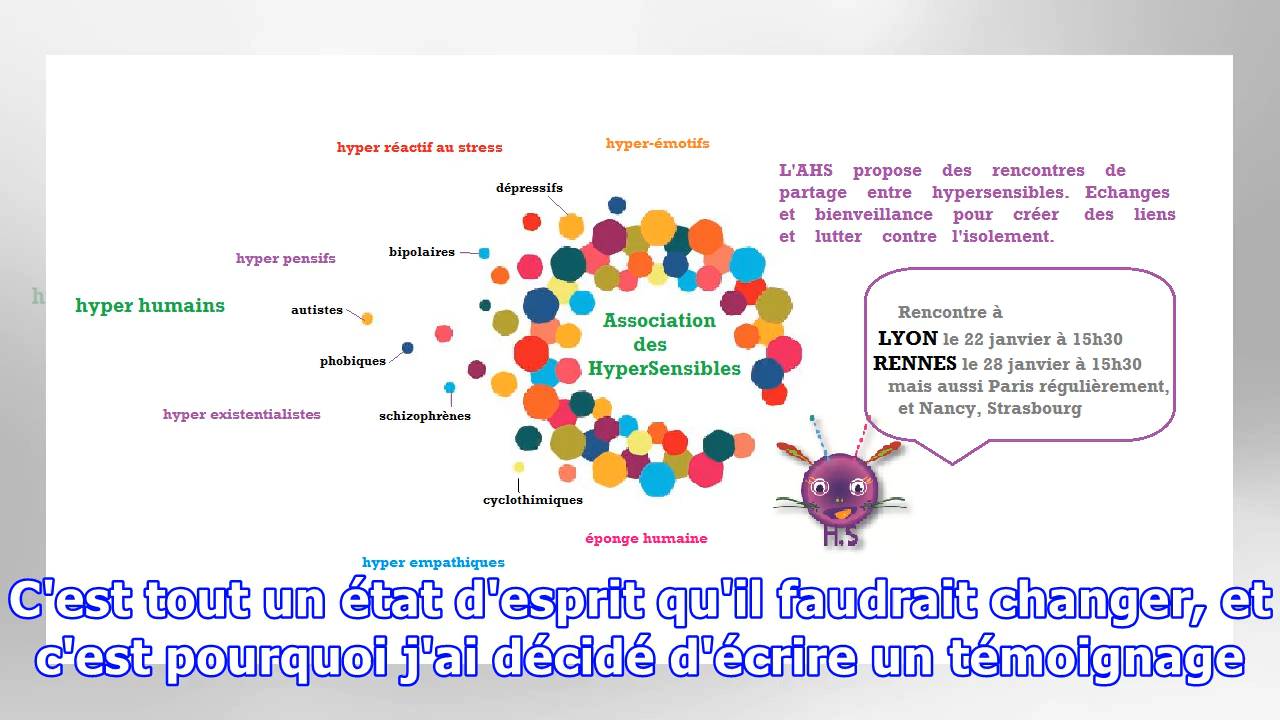 hyper réactif au stress
hyper-émotifs
dépressifs
bipolaires
hyper pensifs
hyper humains
autistes
phobiques
hyper existentialistes
schizophrènes
cyclothimiques
éponge humaine
hyper empathiques
Association
des
HyperSensibles
L'AHS propose des rencontres de
partage entre hypersensibles. Echanges
et bienveillance pour créer des liens
et lutter contre l'isolement.
Rencontre à
LYON le 22 janvier à 15h30
RENNES le 28 janvier à 15h30
mais aussi Paris régulièrement,
et Nancy, Strasbourg
H.S
C'est tout un état d'esprit qu'il faudrait changer, et
c'est pourquoi j'ai décidé d'écrire un témoignage